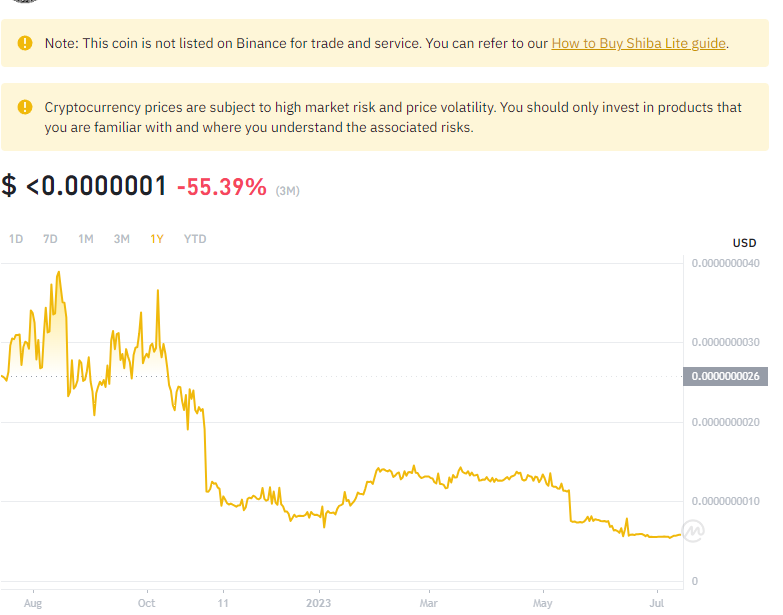 Note: This coin is not listed on Binance for trade and service. You can refer to our How to Buy Shiba Lite guide.
Cryptocurrency prices are subject to high market risk and price volatility. You should only invest in products that
you are familiar with and where you understand the associated risks.
$ <0.0000001 -55.39% (3M)
1D 7D 1M 3M 1Y YTD
USD
0.0000000040
0.0000000030
0.0000000026
0.0000000020
0.0000000010
0
Aug Oct 11 2023 Mar May Jul